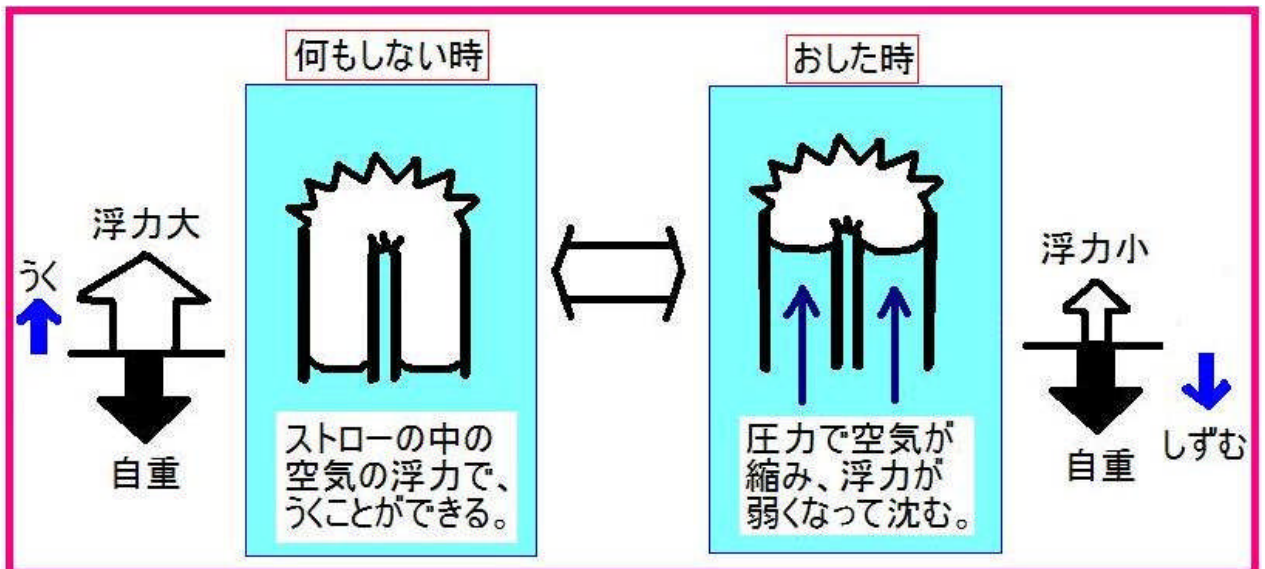 何もしない時
おした時
浮力大
うく
自重
ストローの中の
空気の浮力で、
うくことができる。
圧力で空気が
縮み、浮力が
弱くなって沈む。
浮力小
自重
しずむ